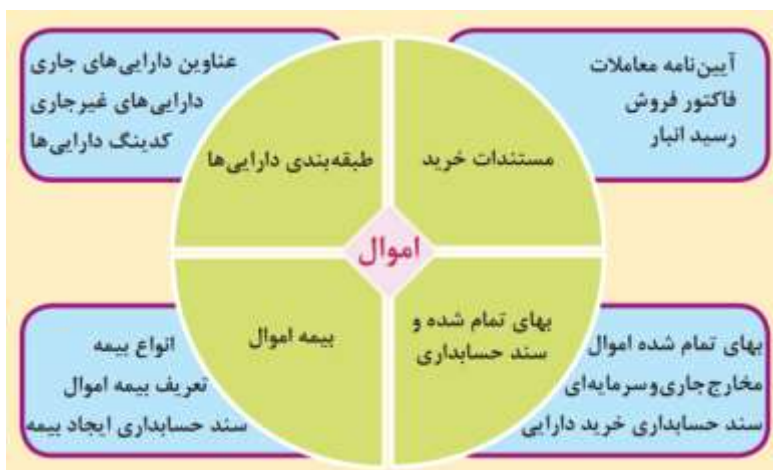 آیین‌نامه معاملات
فاکتور فروش
رسید انبار
مستندات خرید
عناوین دارایی‌های جاری
دارایی‌های غیرجاری
کدینگ دارایی‌ها
طبقه‌بندی دارایی‌ها
اموال
بهای تمام شده و
سند حسابداری
بهای تمام شده اموال
مخارج‌جاری‌وسرمایه‌ای
سند حسابداری خرید دارایی
بیمه اموال
انواع بیمه
تعریف بیمه اموال
سند حسابداری ایجاد بیمه